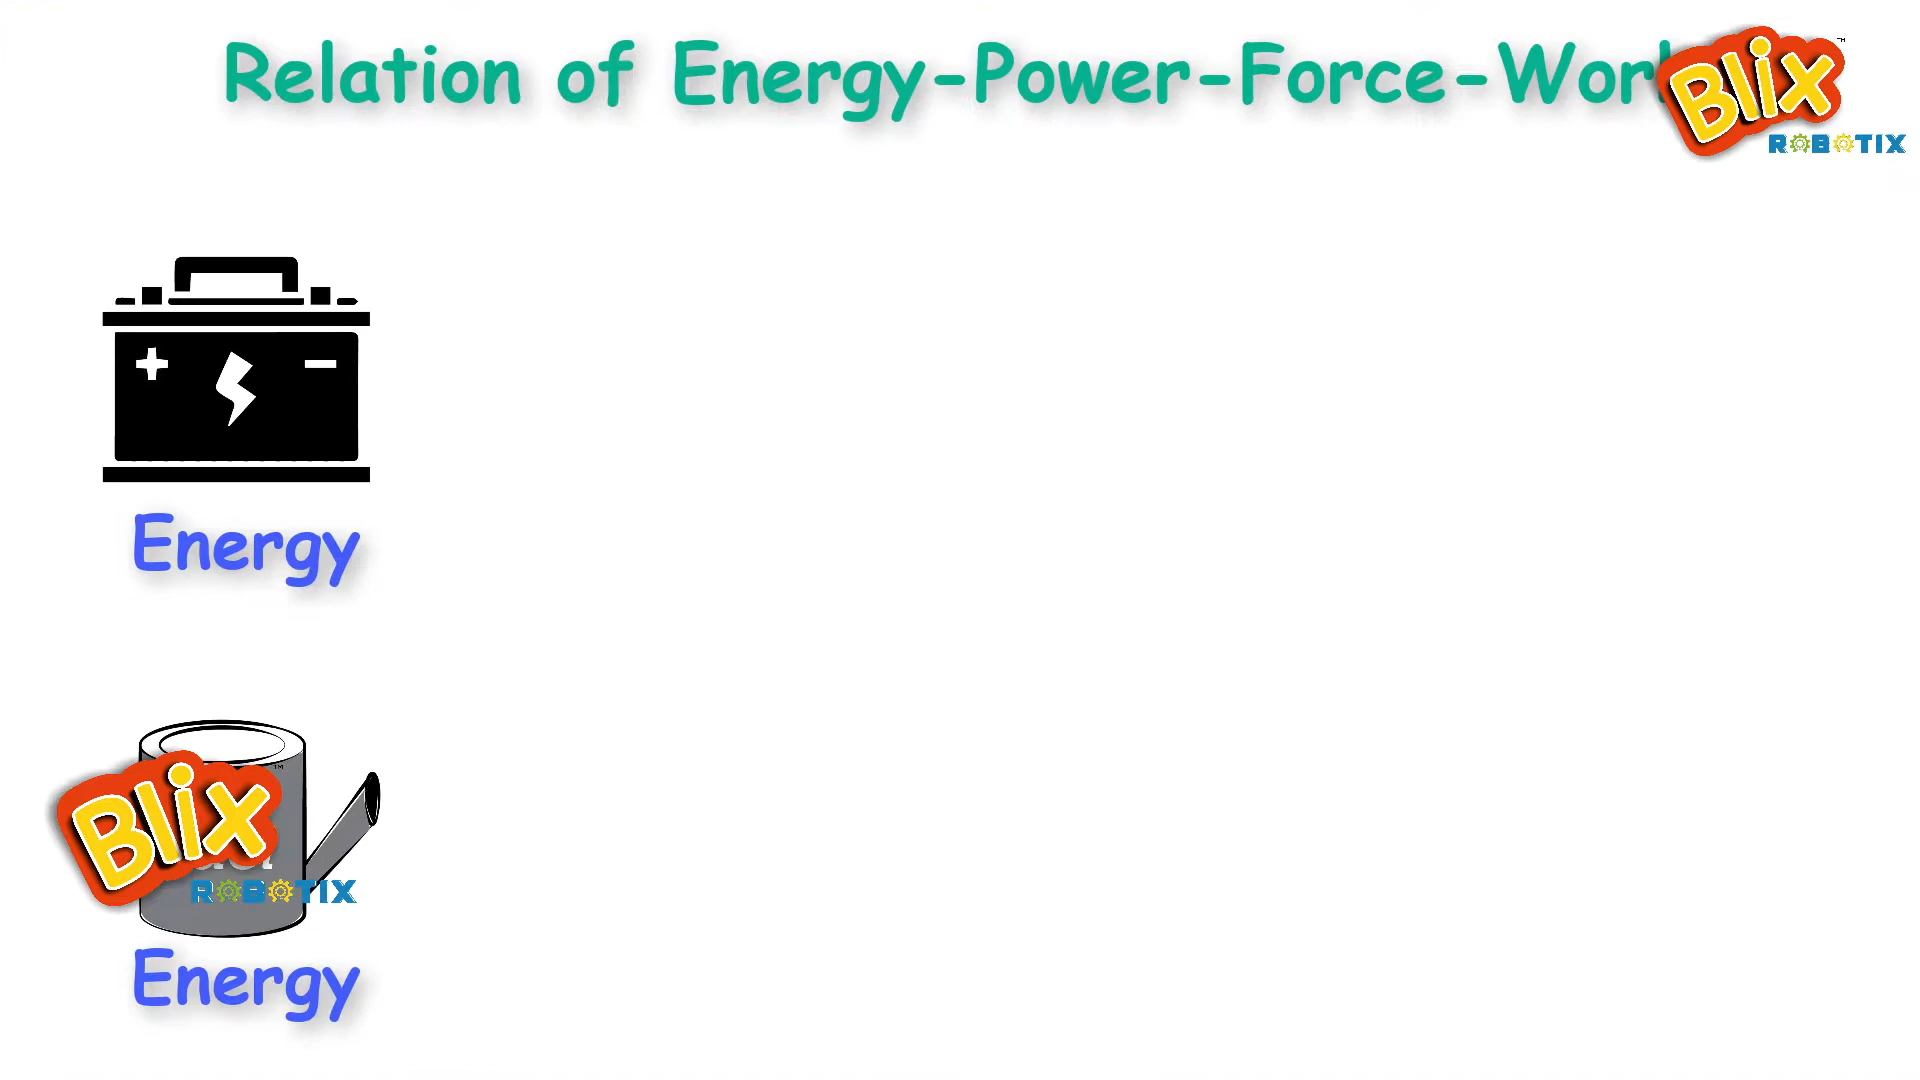 Relation of Energy-Power-Force-Wor
Blix
ROBOTIX
+ -
Energy
Blix
ROBOTIX
Energy